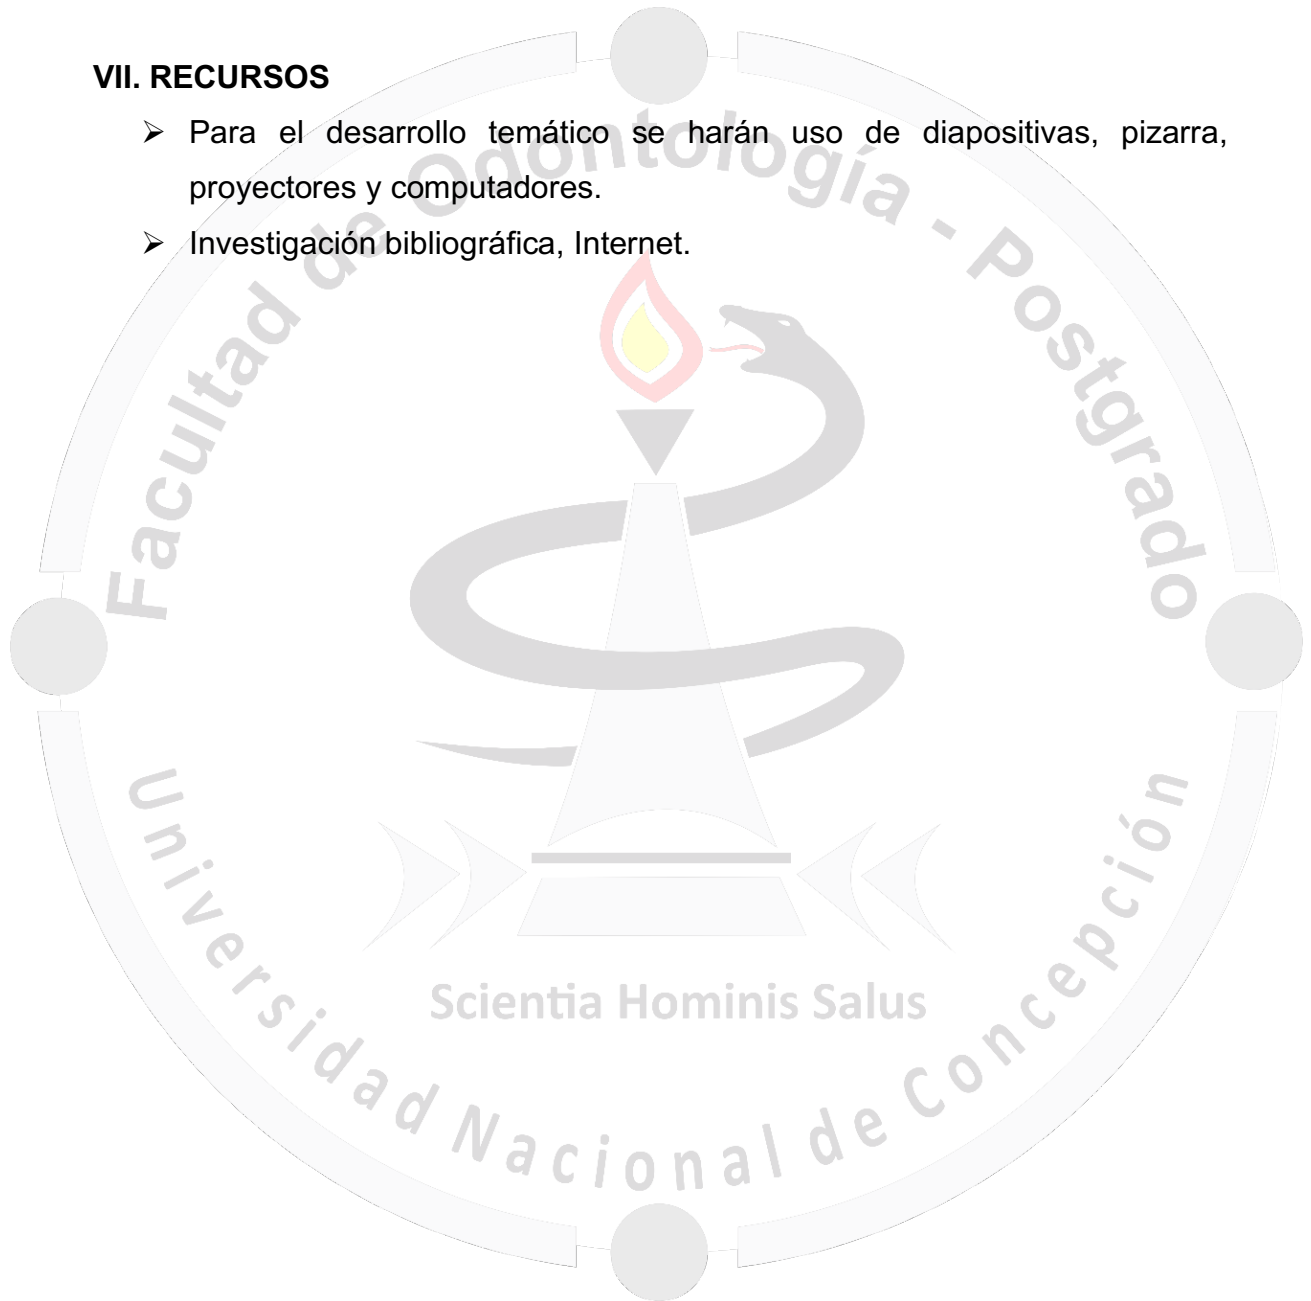 VII. RECURSOS
➢ Para el desarrollo temático se harán uso de diapositivas, pizarra,
proyectores y computadores.
➢ Investigación bibliográfica, Internet.
Facultad de Odontología - Postgrado
Scientia Hominis Salus
Universidad Nacional de Concepción